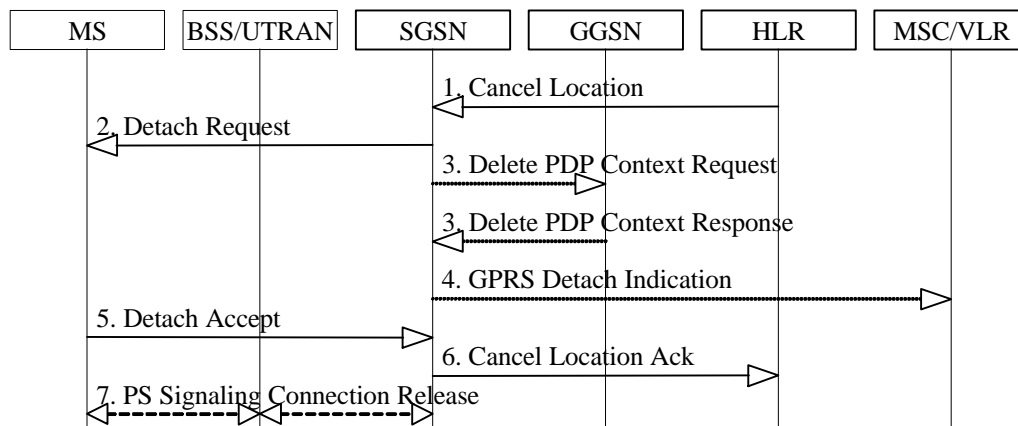 MS
BSS/UTRAN
SGSN
GGSN
HLR
MSC/VLR
1. Cancel Location
2. Detach Request
3. Delete PDP Context Request
3. Delete PDP Context Response
4. GPRS Detach Indication
5. Detach Accept
6. Cancel Location Ack
7. PS Signaling Connection Release